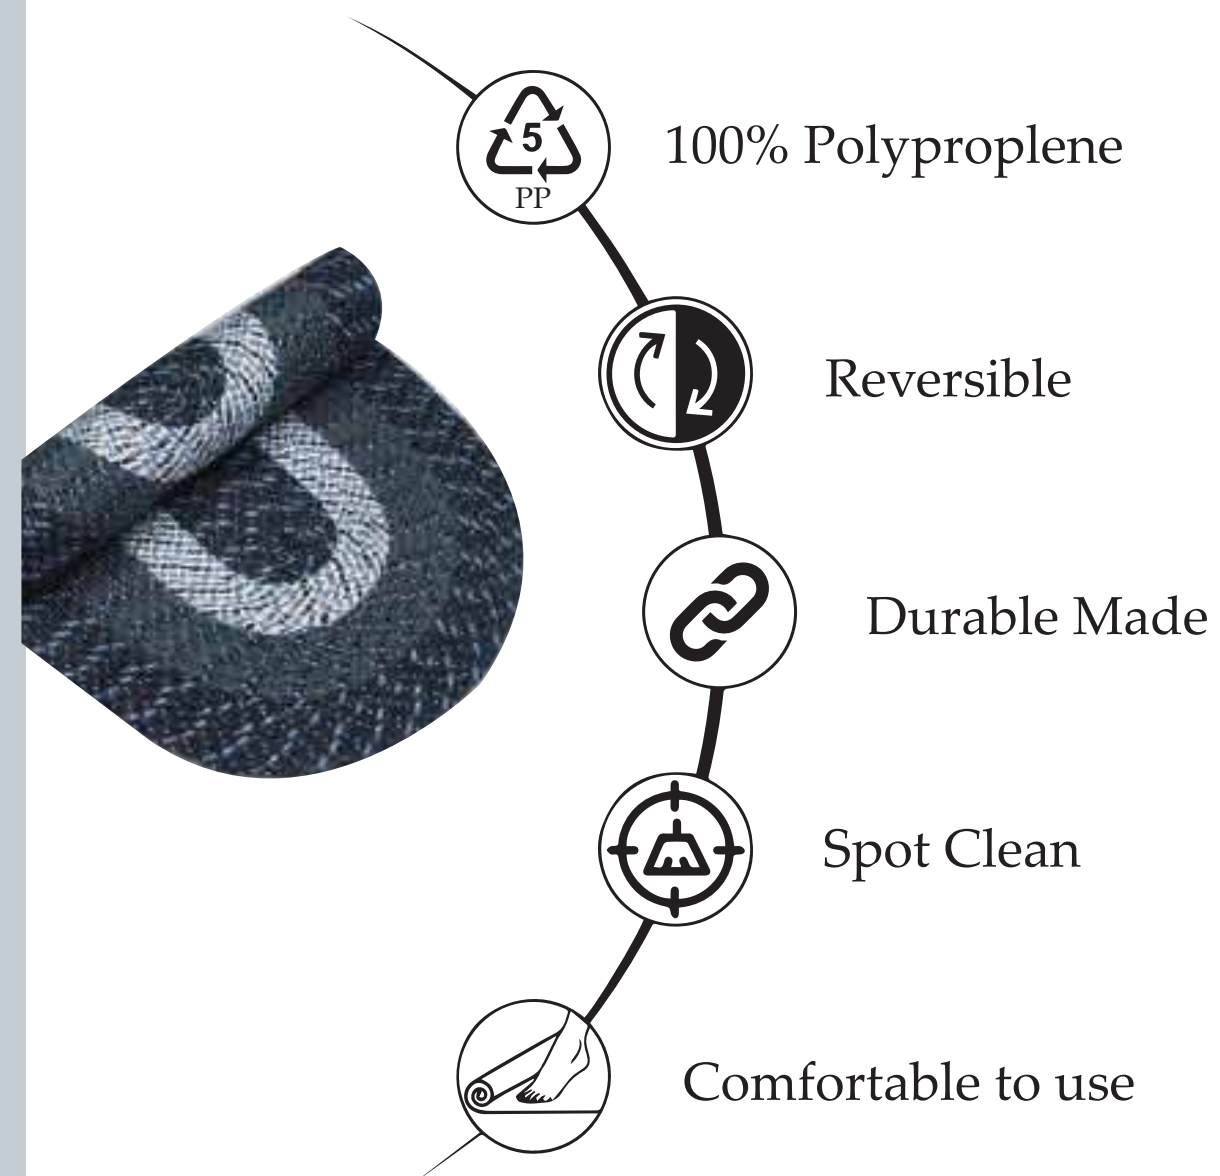 5
PP
100% Polyproplene
Reversible
Durable Made
Spot Clean
Comfortable to use